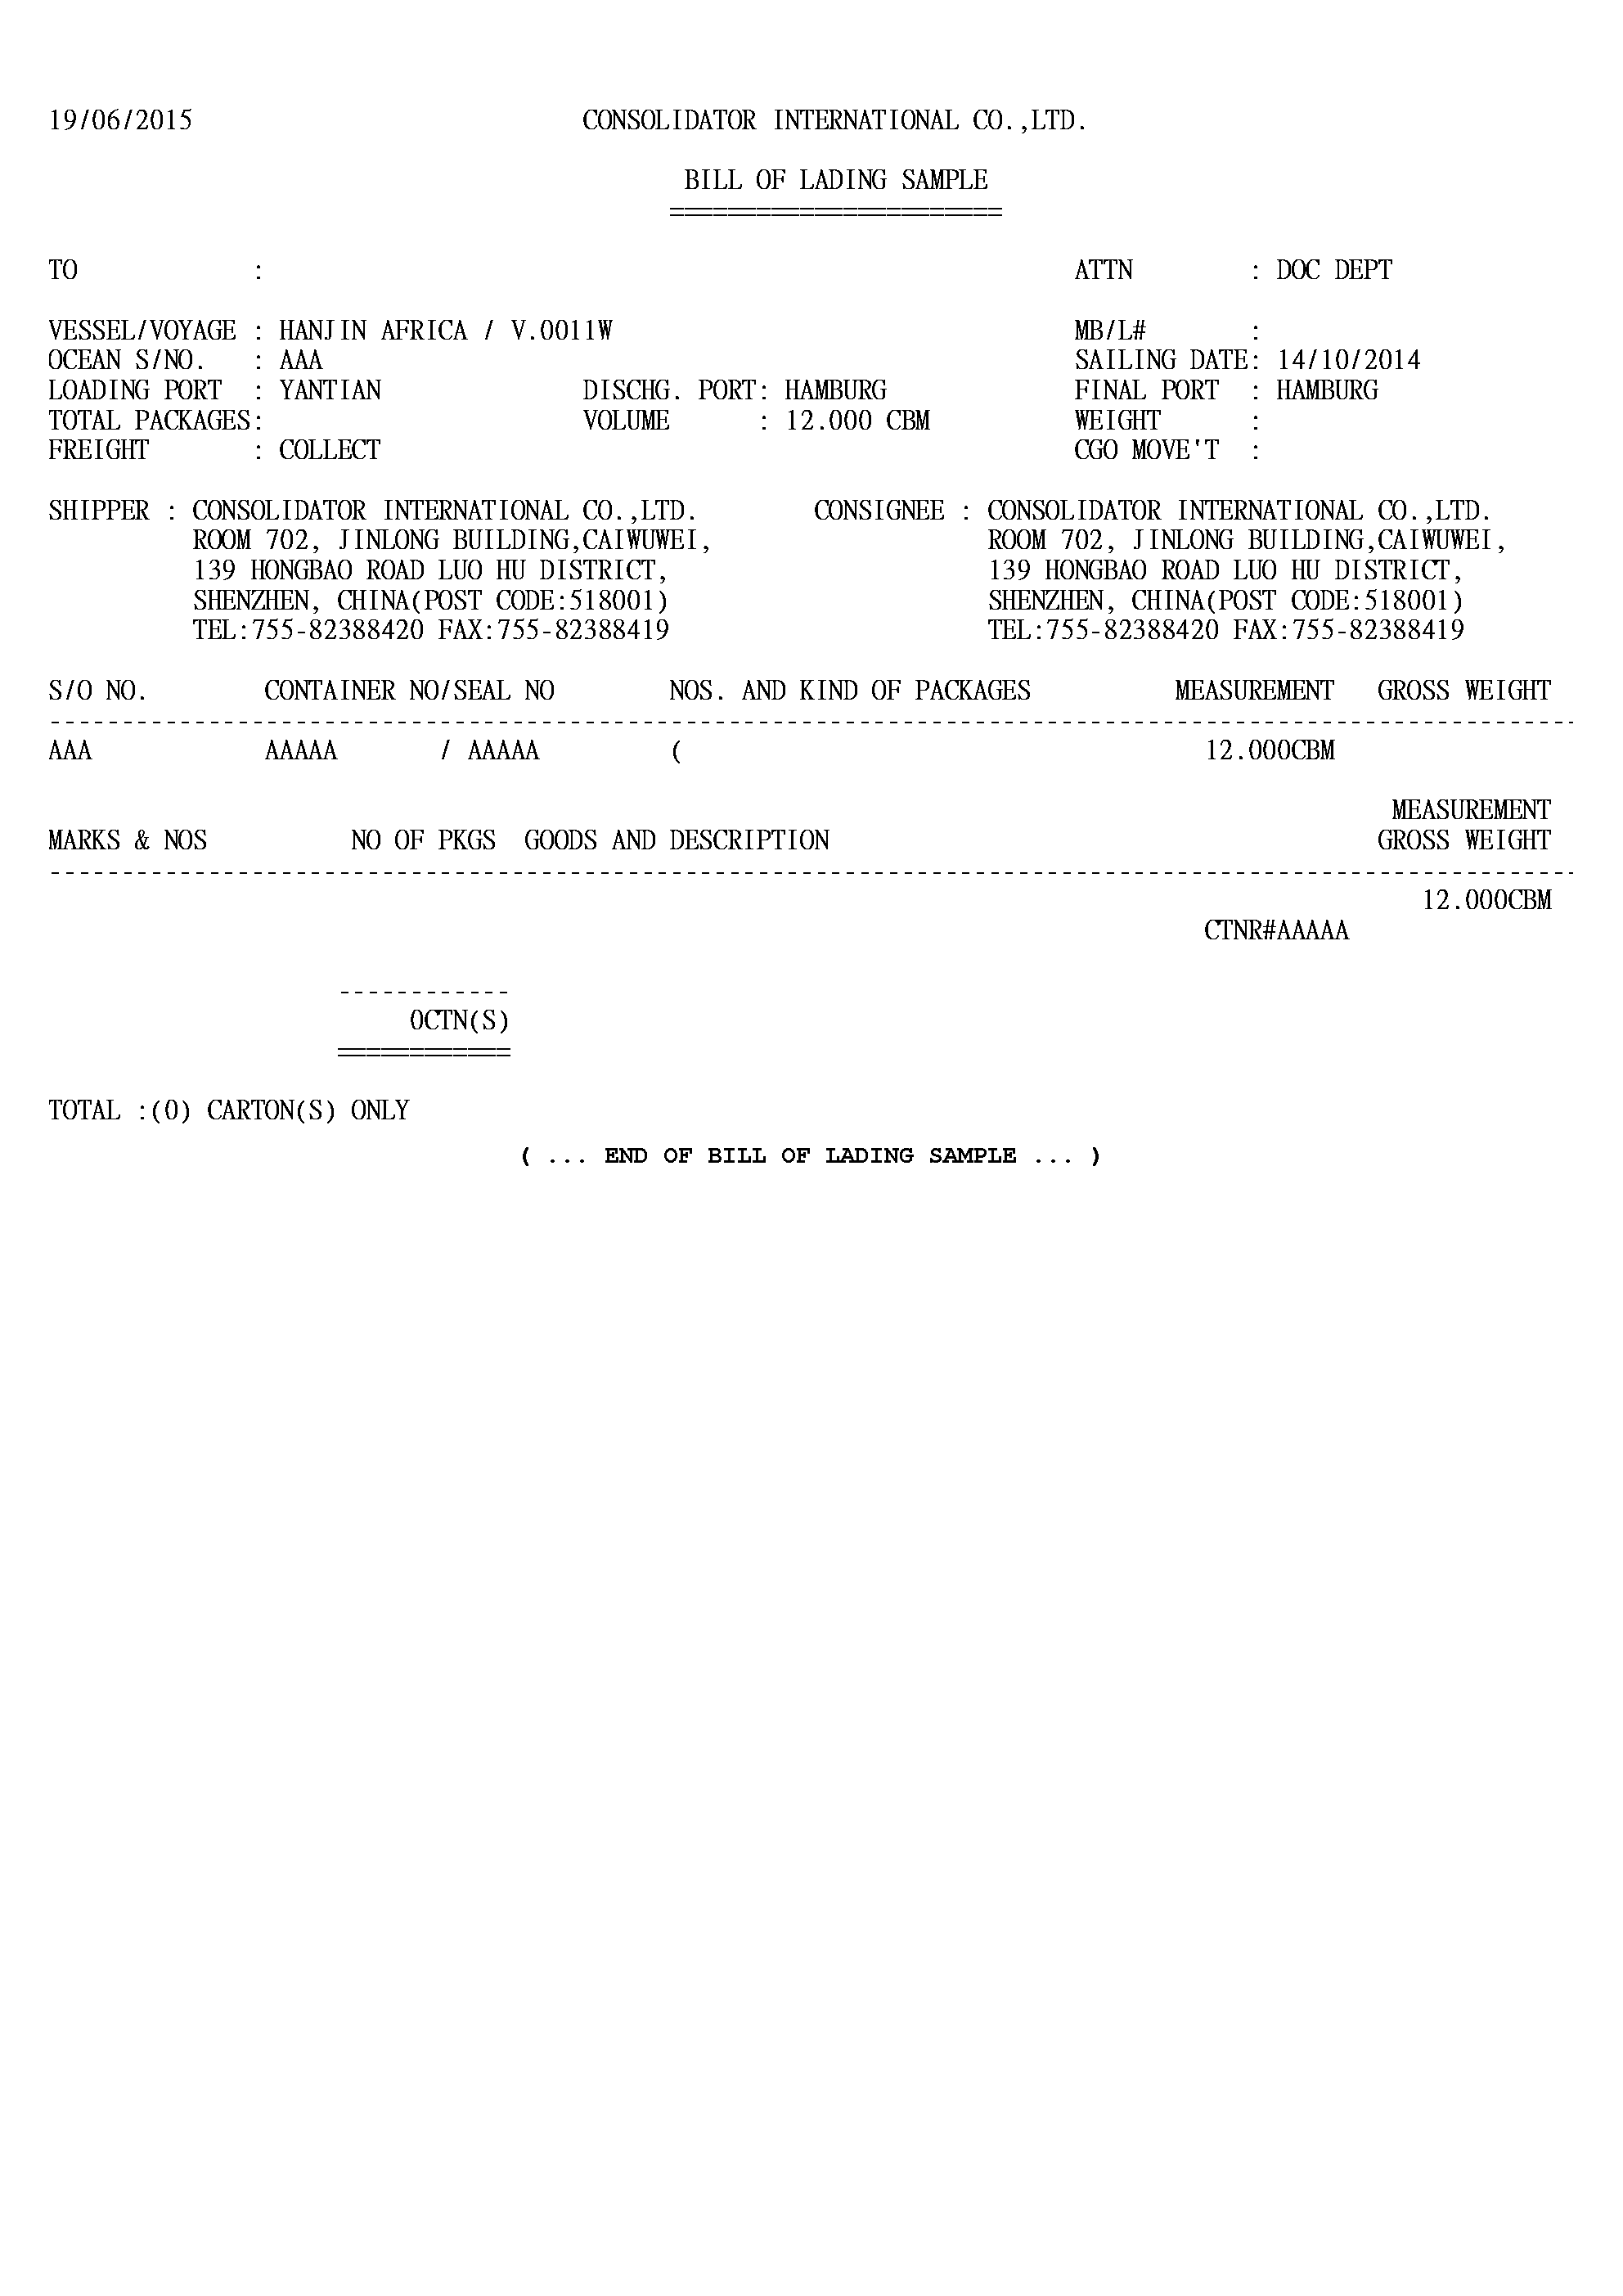 19/06/2015 CONSOLIDATOR INTERNATIONAL CO.,LTD.
BILL OF LADING SAMPLE
=======================
TO : ATTN : DOC DEPT
VESSEL/VOYAGE : HANJIN AFRICA / V.0011W MB/L# :
OCEAN S/NO. : AAA SAILING DATE: 14/10/2014
LOADING PORT : YANTIAN DISCHG. PORT: HAMBURG FINAL PORT : HAMBURG
TOTAL PACKAGES: VOLUME : 12.000 CBM WEIGHT :
FREIGHT : COLLECT CGO MOVE'T :
SHIPPER : CONSOLIDATOR INTERNATIONAL CO.,LTD. CONSIGNEE : CONSOLIDATOR INTERNATIONAL CO.,LTD.
ROOM 702, JINLONG BUILDING,CAIWUWEI, ROOM 702, JINLONG BUILDING,CAIWUWEI,
139 HONGBAO ROAD LUO HU DISTRICT, 139 HONGBAO ROAD LUO HU DISTRICT,
SHENZHEN, CHINA(POST CODE:518001) SHENZHEN, CHINA(POST CODE:518001)
TEL:755-82388420 FAX:755-82388419 TEL:755-82388420 FAX:755-82388419
S/O NO. CONTAINER NO/SEAL NO NOS. AND KIND OF PACKAGES MEASUREMENT GROSS WEIGHT
----------------------------------------------------------------------------------------------------------
AAA AAAAA / AAAAA ( 12.000CBM
MEASUREMENT
MARKS & NOS NO OF PKGS GOODS AND DESCRIPTION GROSS WEIGHT
----------------------------------------------------------------------------------------------------------
12.000CBM
CTNR#AAAAA
------------
0CTN(S)
============
TOTAL :(0) CARTON(S) ONLY
( ... END OF BILL OF LADING SAMPLE ... )